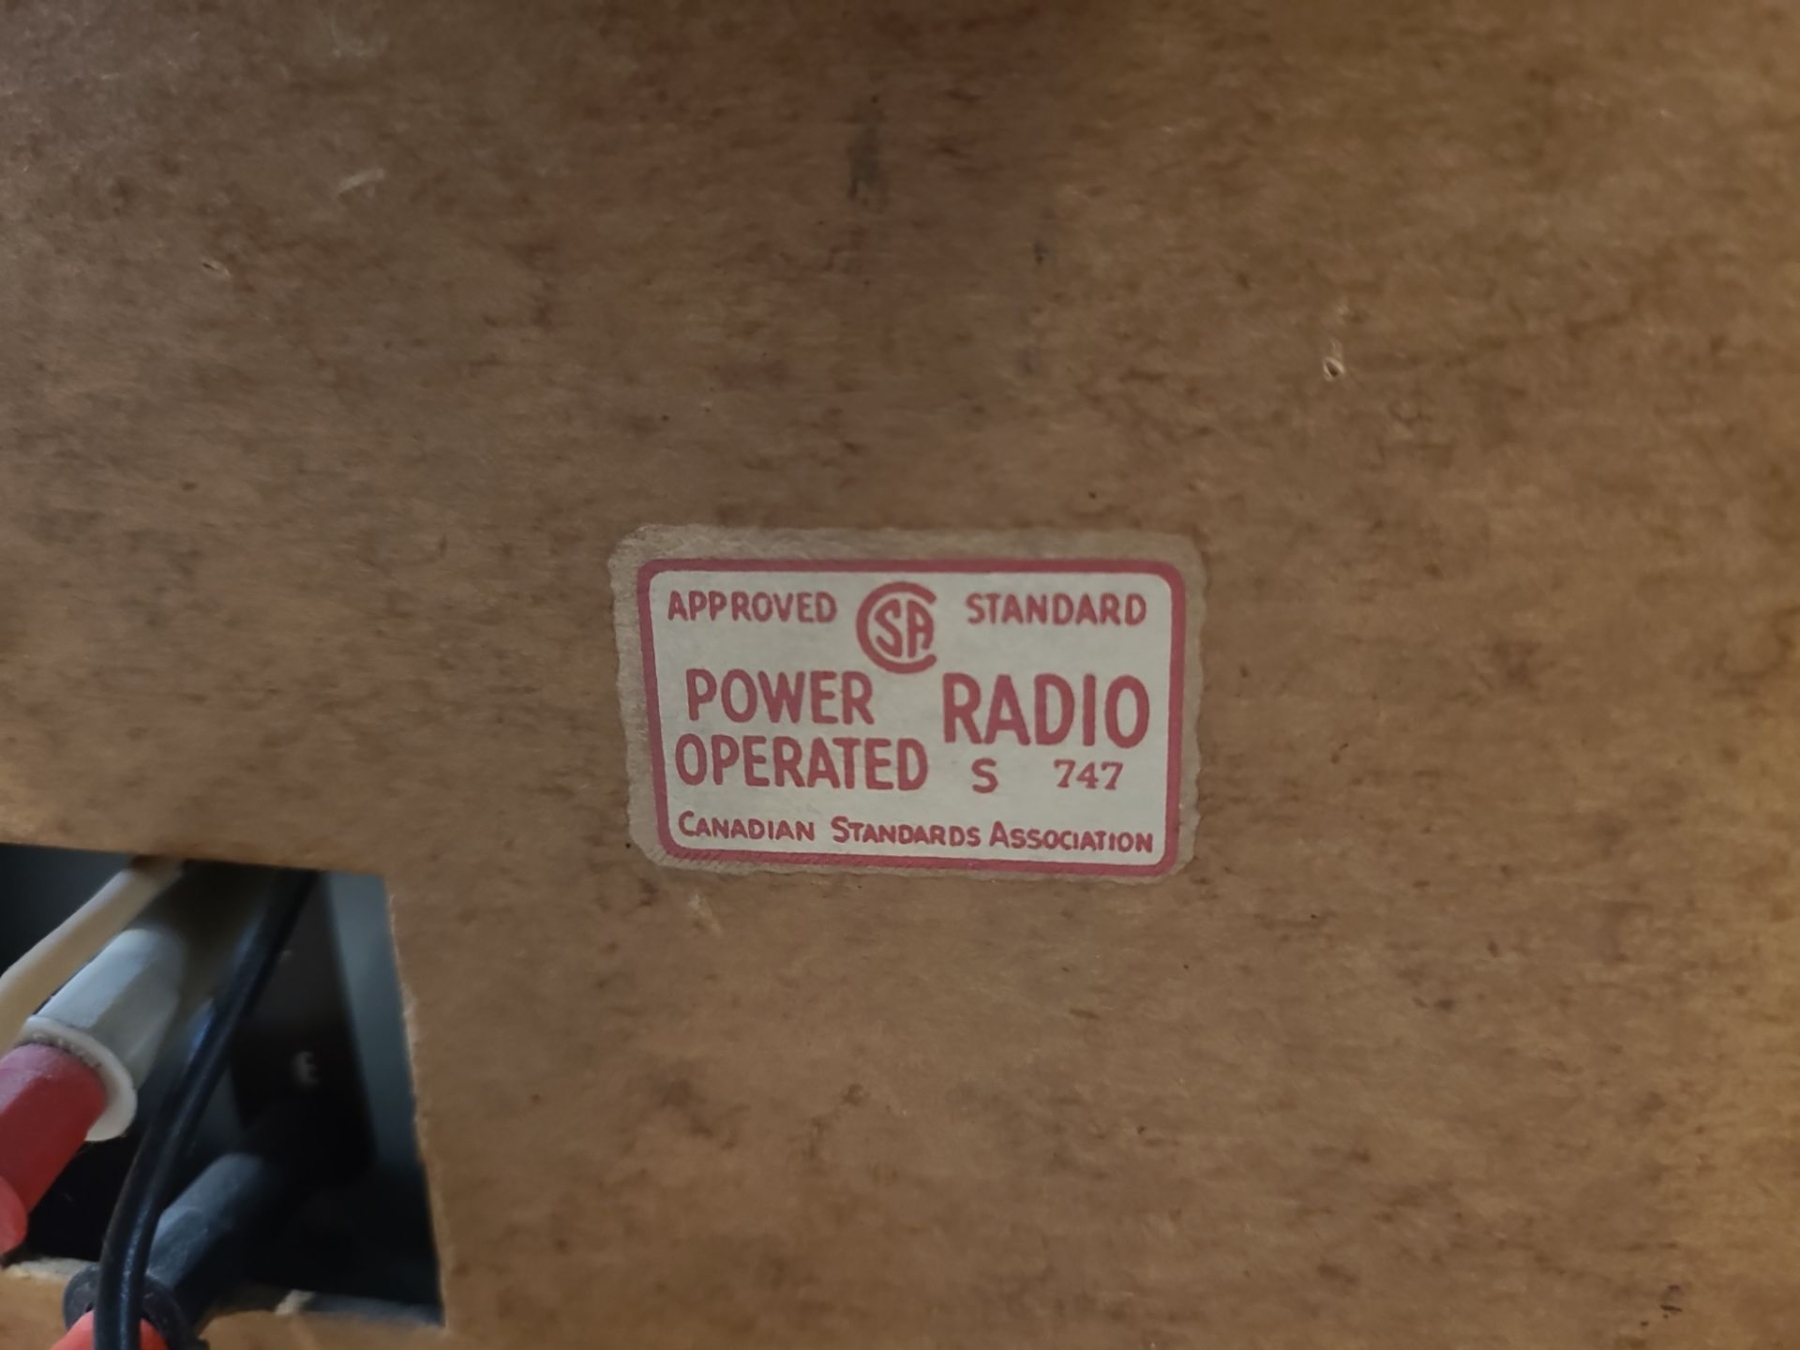 APPROVED CSA STANDARD
POWER RADIO
OPERATED S 747
CANADIAN STANDARDS ASSOCIATION